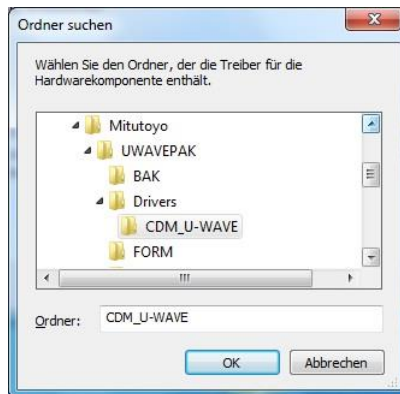 Ordner suchen
Wählen Sie den Ordner, der die Treiber für die
Hardwarekomponente enthält.
Mitutoyo
UWAVEPAK
BAK
Drivers
CDM_U-WAVE
FORM
Ordner: CDM_U-WAVE
OK Abbrechen